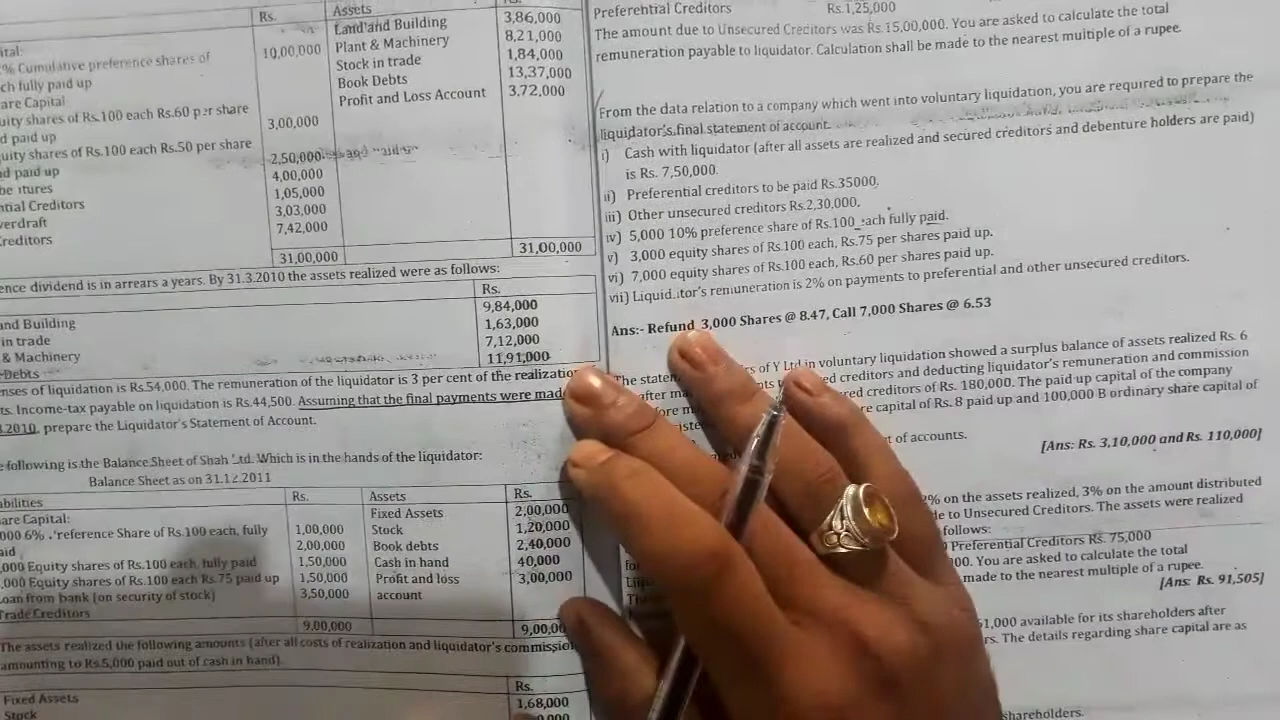 Rs.
Assets
Rs.
ital:
Land and Building
3,86,000
% Cumulative preference shares of
10,00,000
Plant & Machinery
8,21,000
ch fully paid up
Stock in trade
1,84,000
are Capital
Book Debts
13,37,000
uity shares of Rs.100 each Rs.60 per share
3,00,000
Profit and Loss Account
3,72,000
d paid up
uity shares of Rs.100 each Rs.50 per share
2,50,000
nd paid up
4,00,000
be itures
1,05,000
ntial Creditors
3,03,000
verdraft
7,42,000
Creditors
31,00,000
31,00,000
ence dividend is in arrears a years. By 31.3.2010 the assets realized were as follows:
Rs.
and Building
9,84,000
in trade
1,63,000
& Machinery
7,12,000
Debts
11,91,000
nses of liquidation is Rs.54,000. The remuneration of the liquidator is 3 per cent of the realization
ts. Income-tax payable on liquidation is Rs.44,500. Assuming that the final payments were mad
.2010, prepare the Liquidator's Statement of Account.
e following is the Balance Sheet of Shah Ltd. Which is in the hands of the liquidator:
Balance Sheet as on 31.12.2011
abilities
Rs.
Assets
Rs.
are Capital:
Fixed Assets
2,00,000
000 6% Preference Share of Rs.100 each, fully
1,00,000
Stock
1,20,000
aid
2,00,000
Book debts
2,40,000
,000 Equity shares of Rs.100 each, fully paid
1,50,000
Cash in hand
40,000
,000 Equity shares of Rs.100 each Rs.75 paid up
1,50,000
Profit and loss
3,00,000
Loan from bank (on security of stock)
3,50,000
account
Trade Creditors
9,00,000
9,00,00
The assets realized the following amounts (after all costs of realization and liquidator's commission
amounting to Rs.5,000 paid out of cash in hand)
Rs.
Fixed Assets
1,68,000
Stock
Preferential Creditors
Rs.1,25,000
The amount due to Unsecured Creditors was Rs.15,00,000. You are asked to calculate the total
remuneration payable to liquidator. Calculation shall be made to the nearest multiple of a rupee.
From the data relation to a company which went into voluntary liquidation, you are required to prepare the
liquidator's final statement of account.
i) Cash with liquidator (after all assets are realized and secured creditors and debenture holders are paid)
is Rs. 7,50,000.
ii) Preferential creditors to be paid Rs.35000,
iii) Other unsecured creditors Rs.2,30,000.
iv) 5,000 10% preference share of Rs.100 each fully paid.
v) 3,000 equity shares of Rs.100 each, Rs.75 per shares paid up.
vi) 7,000 equity shares of Rs.100 each, Rs.60 per shares paid up.
vii) Liquidator's remuneration is 2% on payments to preferential and other unsecured creditors.
Ans:- Refund 3,000 Shares @ 8.47, Call 7,000 Shares @ 6.53
The staten
rs of Y Ltd in voluntary liquidation showed a surplus balance of assets realized Rs. 6
after ma
nts
ed creditors and deducting liquidator's remuneration and commission
red creditors of Rs. 180,000. The paid up capital of the company
re capital of Rs. 8 paid up and 100,000 B ordinary share capital of
t of accounts.
[Ans: Rs. 3,10,000 and Rs. 110,000]
% on the assets realized, 3% on the amount distributed
de to Unsecured Creditors. The assets were realized
follows:
Preferential Creditors Rs. 75,000
00. You are asked to calculate the total
made to the nearest multiple of a rupee.
[Ans: Rs. 91,505]
1,000 available for its shareholders after
rs. The details regarding share capital are as
shareholders.